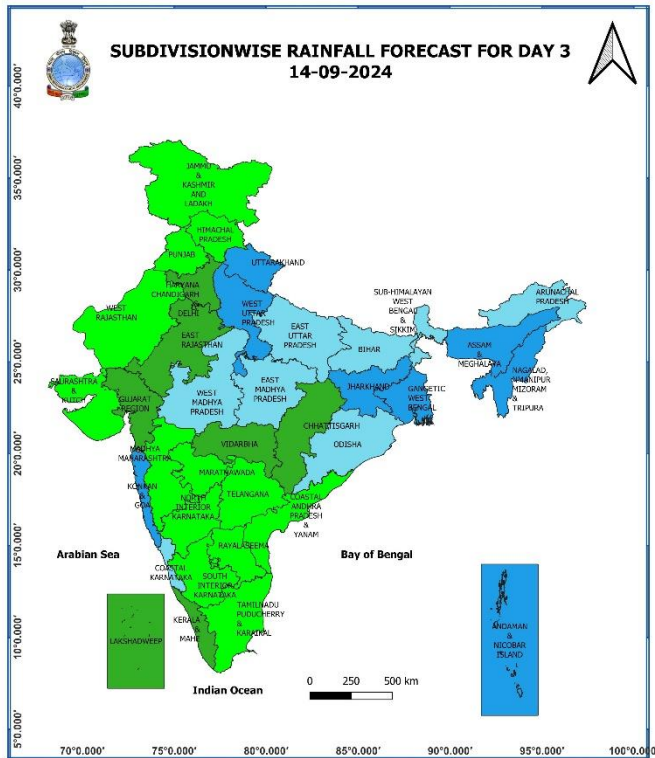 SUBDIVISIONWISE RAINFALL FORECAST FOR DAY 3
14-09-2024
40°0.000'
35°0.000'
30°0.000'
25°0.000'
20°0.000'
15°0.000'
10°0.000'
5°0.000'
JAMMU
&
KASHMIR
AND
LADAKH
HIMACHAL
PRADESH
PUNJAB
UTTARAKHAND
HARYANA
CHANDIGARH
DELHI
WEST
RAJASTHAN
WEST
UTTAR
PRADESH
EAST
RAJASTHAN
EAST
UTTAR
PRADESH
SUB-HIMALAYAN
WEST
BENGAL
&
SIKKIM
ARUNACHAL
PRADESH
BIHAR
ASSAM
&
MEGHALAYA
NAGALAD,
MANIPUR
MIZORAM
&
TRIPURA
SAURASHTRA
&
KUTCH
GUJARAT
REGION
WEST
MADHYA
PRADESH
EAST
MADHYA
PRADESH
JHARKHAND
GANGETIC
WEST
BENGAL
CHHATTISGARH
ODISHA
VIDARBHA
MADHYA
MAHARASHTRA
MARATHAWADA
KONKAN
GOA
TELANGANA
NORTH
INTERIOR
KARNATAKA
COASTAL
ANDHRA
PRADESH
&
YANAM
RAYALASEEMA
Arabian Sea
Bay of Bengal
COASTAL
KARNATAKA
SOUTH
INTERIOR
KARNATAKA
TAMILNADU
PUDUCHERRY
&
KARAIKAL
KERALA
&
MAHE
LAKSHADWEEP
ANDAMAN
&
NICOBAR
ISLAND
Indian Ocean
0 250 500 km
70°0.000' 75°0.000' 80°0.000' 85°0.000' 90°0.000' 95°0.000' 100°0.000'